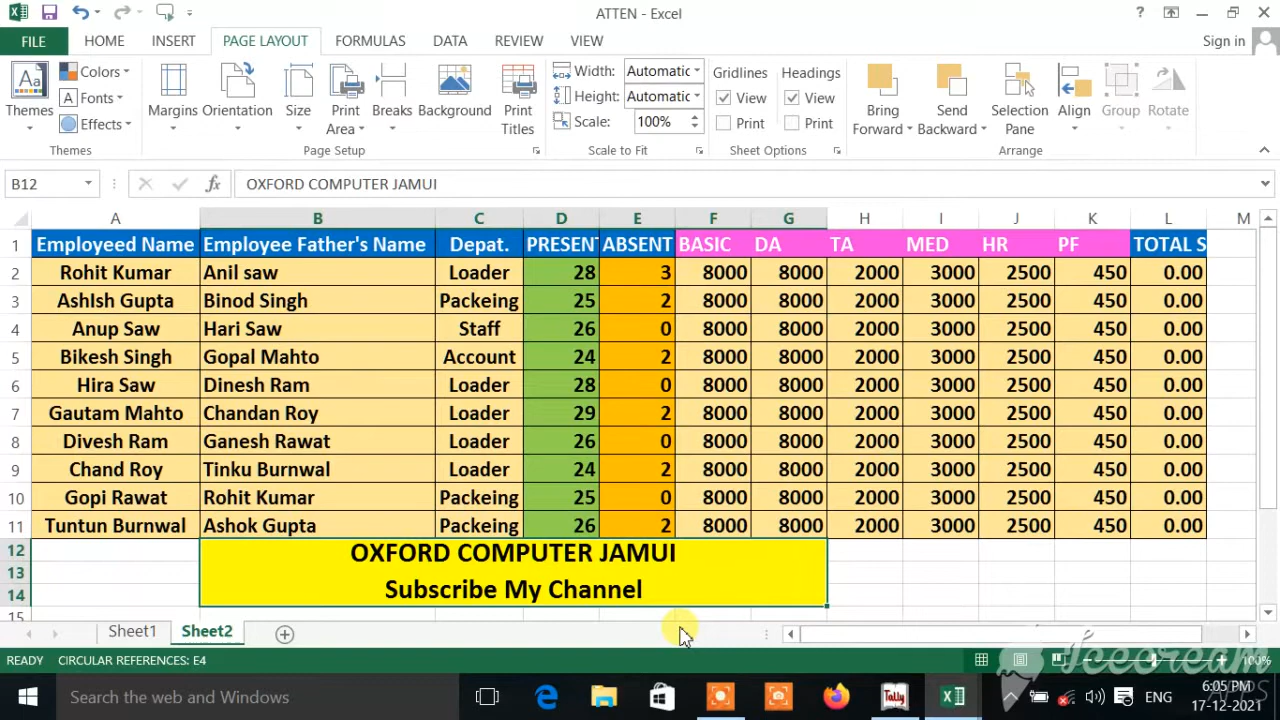 ATTEN - Excel
?
FILE HOME INSERT PAGE LAYOUT FORMULAS DATA REVIEW VIEW Sign in
Aa Themes
Colors
A Fonts
Effects
Themes
Margins Orientation Size Print Area Breaks Background Print Titles
Page Setup
Width: Automatic
Height: Automatic
Scale: 100%
Scale to Fit
Gridlines Headings
View View
Print Print
Sheet Options
Bring Forward Send Backward Selection Pane Align Group Rotate
Arrange
B12 fx OXFORD COMPUTER JAMUI
A B C D E F G H I J K L M
1 Employeed Name Employee Father's Name Depat. PRESENT ABSENT BASIC DA TA MED HR PF TOTAL S
2 Rohit Kumar Anil saw Loader 28 3 8000 8000 2000 3000 2500 450 0.00
3 AshIsh Gupta Binod Singh Packeing 25 2 8000 8000 2000 3000 2500 450 0.00
4 Anup Saw Hari Saw Staff 26 0 8000 8000 2000 3000 2500 450 0.00
5 Bikesh Singh Gopal Mahto Account 24 2 8000 8000 2000 3000 2500 450 0.00
6 Hira Saw Dinesh Ram Loader 28 0 8000 8000 2000 3000 2500 450 0.00
7 Gautam Mahto Chandan Roy Loader 29 2 8000 8000 2000 3000 2500 450 0.00
8 Divesh Ram Ganesh Rawat Loader 26 0 8000 8000 2000 3000 2500 450 0.00
9 Chand Roy Tinku Burnwal Loader 24 2 8000 8000 2000 3000 2500 450 0.00
10 Gopi Rawat Rohit Kumar Packeing 25 0 8000 8000 2000 3000 2500 450 0.00
11 Tuntun Burnwal Ashok Gupta Packeing 26 2 8000 8000 2000 3000 2500 450 0.00
12 OXFORD COMPUTER JAMUI
13
14 Subscribe My Channel
15
Sheet1 Sheet2
READY CIRCULAR REFERENCES: E4 100%
Icecream
APPS
Search the web and Windows Tally ENG 6:05 PM
17-12-2021